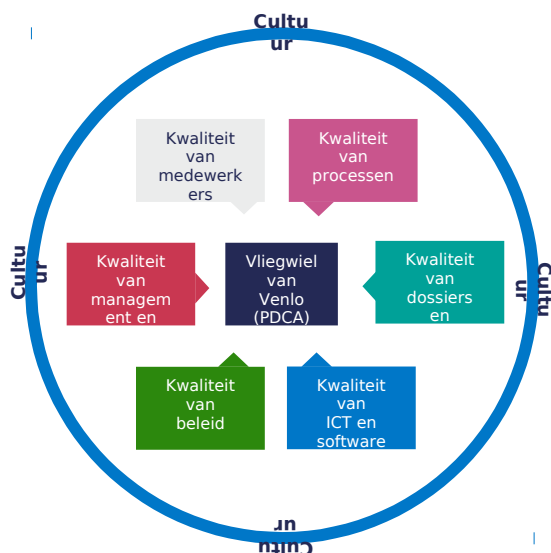 Cultu
ur
Kwaliteit
van
medewerk
ers
Kwaliteit
van
processen
Cultu
ur
Kwaliteit
van
managem
ent en
Vliegwiel
van
Venlo
(PDCA)
Kwaliteit
van
dossiers
en
Cultu
ur
Kwaliteit
van
beleid
Kwaliteit
van
ICT en
software
Cultu
ur